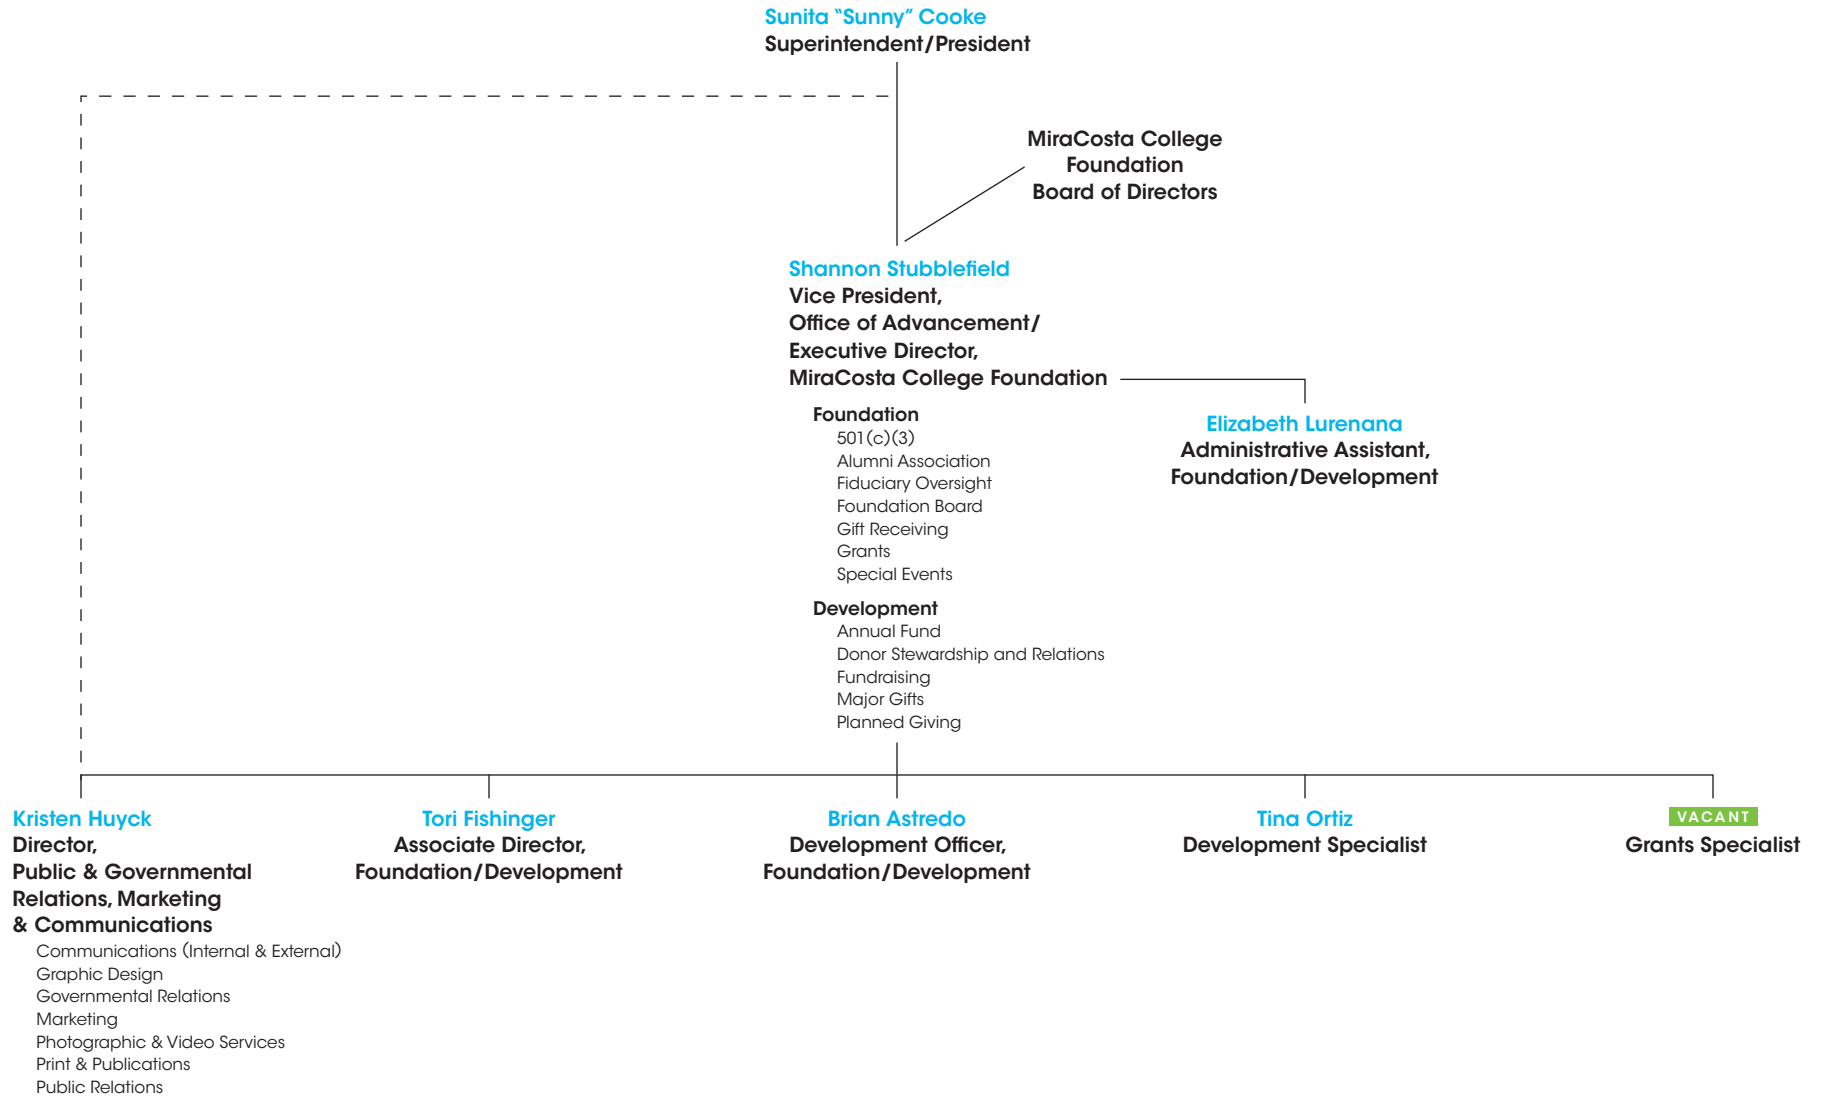 Sunita “Sunny” Cooke
Superintendent/President
MiraCosta College
Foundation
Board of Directors
Shannon Stubblefield
Vice President,
Office of Advancement/
Executive Director,
MiraCosta College Foundation
Foundation
501(c)(3)
Alumni Association
Fiduciary Oversight
Foundation Board
Gift Receiving
Grants
Special Events
Development
Annual Fund
Donor Stewardship and Relations
Fundraising
Major Gifts
Planned Giving
Elizabeth Lurenana
Administrative Assistant,
Foundation/Development
Kristen Huyck
Director,
Public & Governmental
Relations, Marketing
& Communications
Communications (Internal & External)
Graphic Design
Governmental Relations
Marketing
Photographic & Video Services
Print & Publications
Public Relations
Tori Fishinger
Associate Director,
Foundation/Development
Brian Astredo
Development Officer,
Foundation/Development
Tina Ortiz
Development Specialist
VACANT
Grants Specialist